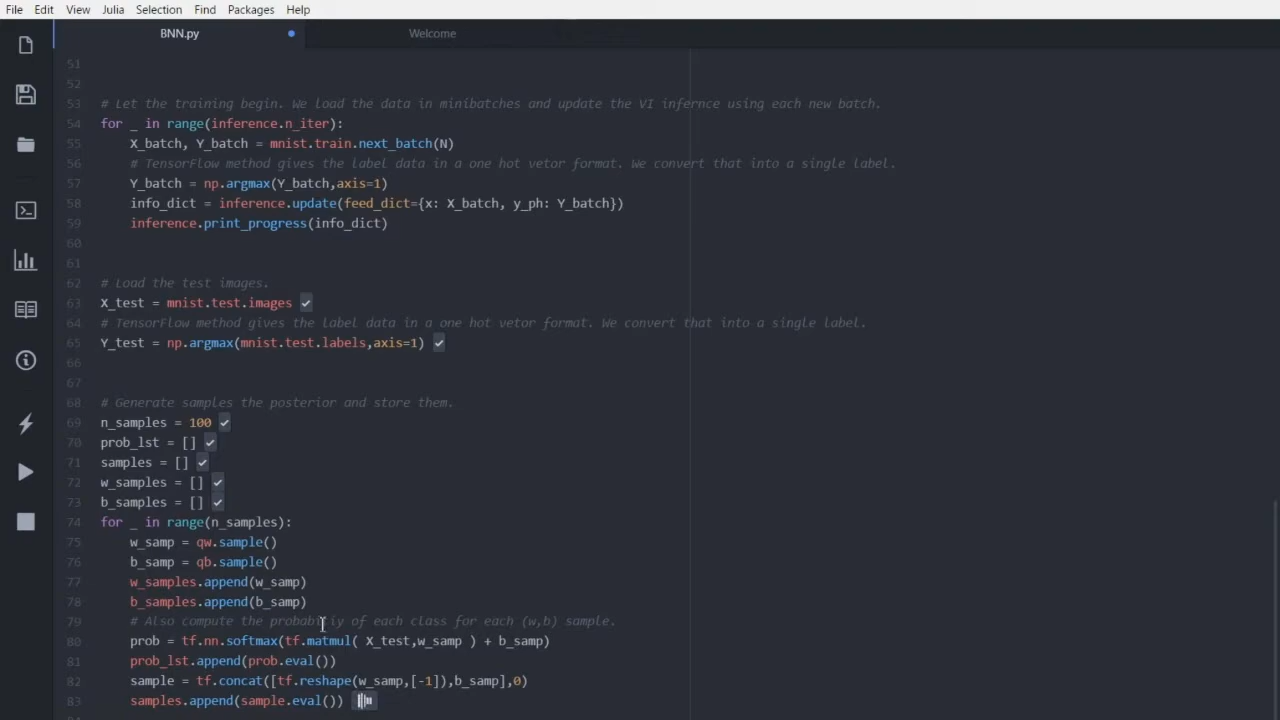 File Edit View Julia Selection Find Packages Help
BNN.py Welcome
51
52
53 # Let the training begin. We load the data in minibatches and update the VI infernce using each new batch.
54 for _ in range(inference.n_iter):
55 X_batch, Y_batch = mnist.train.next_batch(N)
56 # TensorFlow method gives the label data in a one hot vetor format. We convert that into a single label.
57 Y_batch = np.argmax(Y_batch,axis=1)
58 info_dict = inference.update(feed_dict={x: X_batch, y_ph: Y_batch})
59 inference.print_progress(info_dict)
60
61
62 # Load the test images.
63 X_test = mnist.test.images
64 # TensorFlow method gives the label data in a one hot vetor format. We convert that into a single label.
65 Y_test = np.argmax(mnist.test.labels,axis=1)
66
67
68 # Generate samples the posterior and store them.
69 n_samples = 100
70 prob_lst = []
71 samples = []
72 w_samples = []
73 b_samples = []
74 for _ in range(n_samples):
75 w_samp = qw.sample()
76 b_samp = qb.sample()
77 w_samples.append(w_samp)
78 b_samples.append(b_samp)
79 # Also compute the probabiliy of each class for each (w,b) sample.
80 prob = tf.nn.softmax(tf.matmul( X_test,w_samp ) + b_samp)
81 prob_lst.append(prob.eval())
82 sample = tf.concat([tf.reshape(w_samp,[-1]),b_samp],0)
83 samples.append(sample.eval())